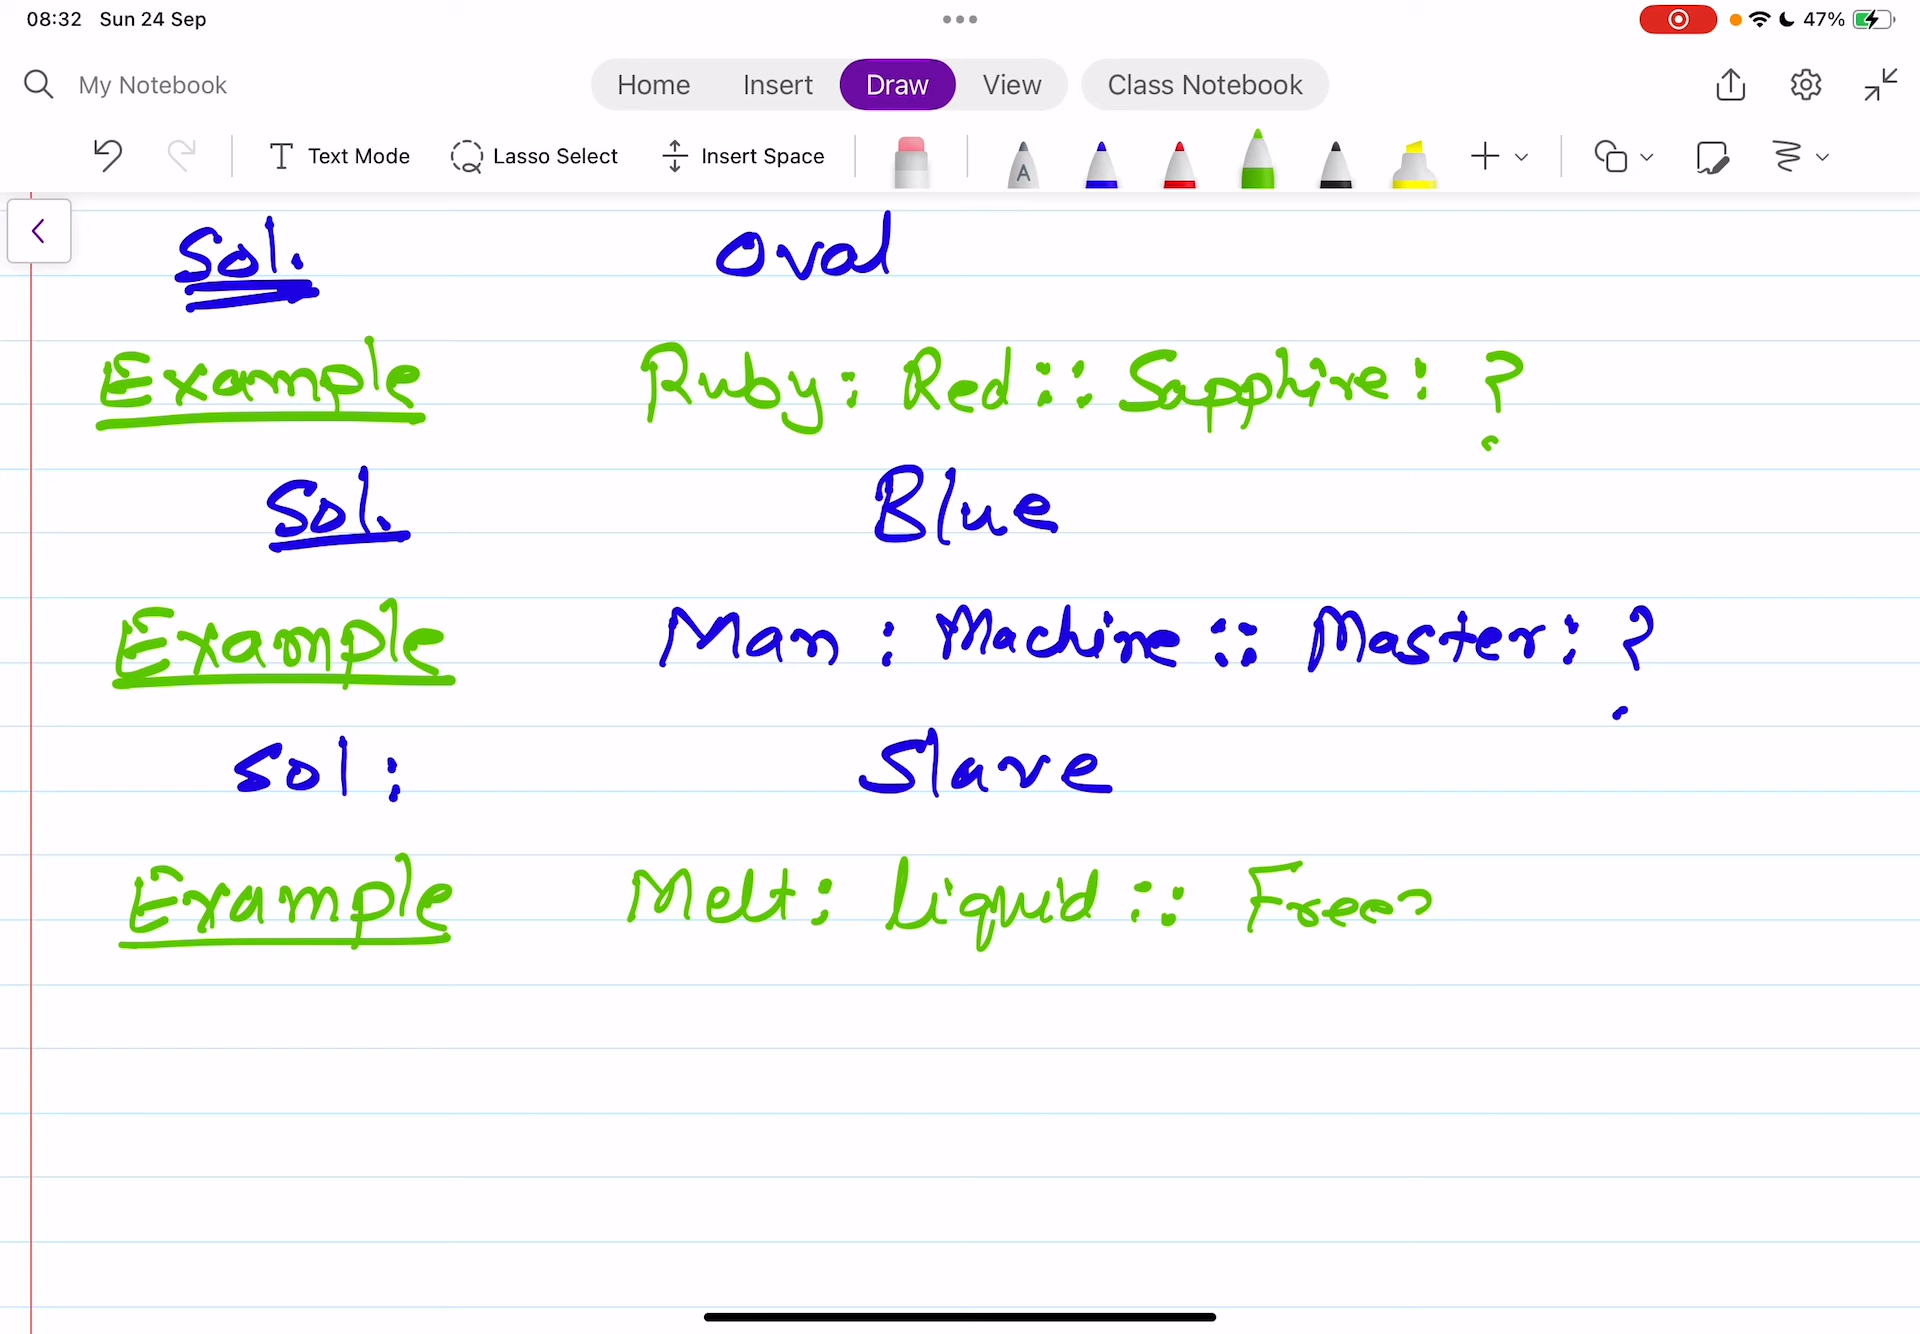 08:32 Sun 24 Sep 47%
My Notebook Home Insert Draw View Class Notebook
Text Mode Lasso Select Insert Space A
Sol. Oval
Example Ruby : Red :: Sapphire : ?
Sol. Blue
Example Man : Machine :: Master : ?
Sol : Slave
Example Melt : Liquid :: Free